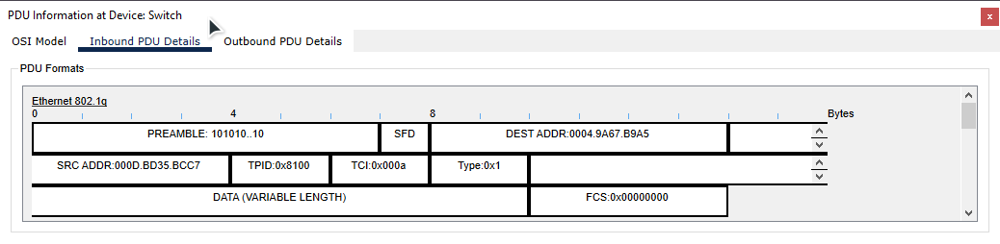 PDU Information at Device: Switch
x
OSI Model Inbound PDU Details Outbound PDU Details
PDU Formats
Ethernet 802.1q
0 4 8 Bytes
PREAMBLE: 101010..10 SFD DEST ADDR:0004.9A67.B9A5
SRC ADDR:000D.BD35.BCC7 TPID:0x8100 TCI:0x000a Type:0x1
DATA (VARIABLE LENGTH) FCS:0x00000000